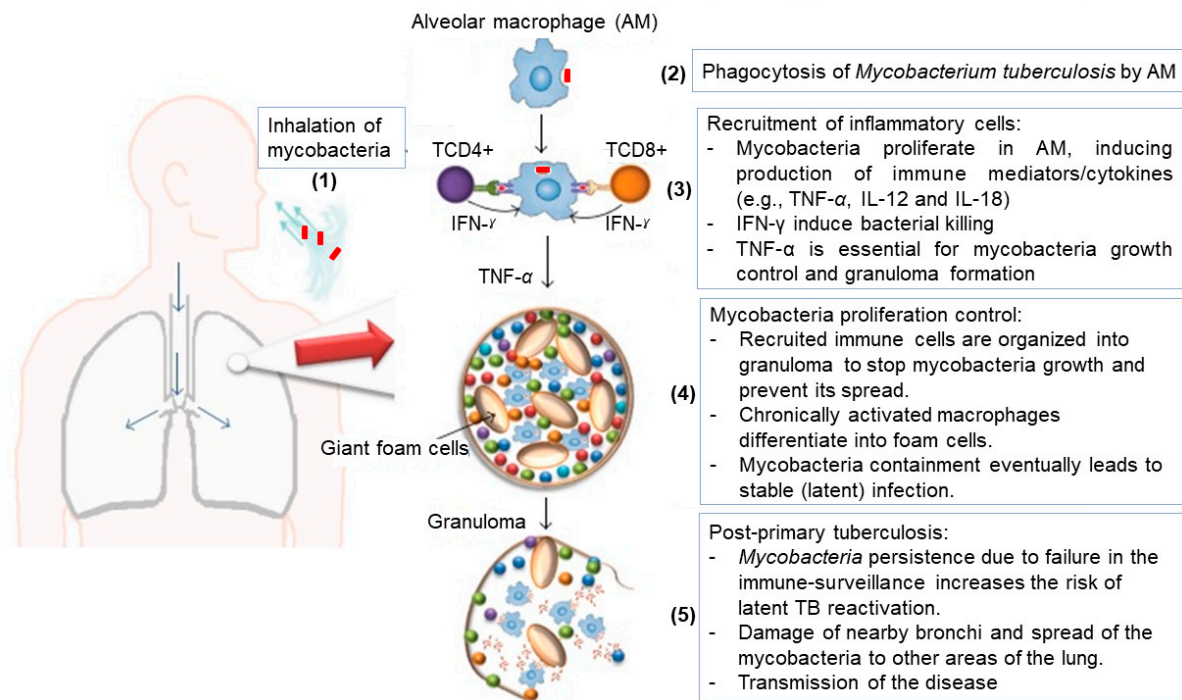 Alveolar macrophage (AM)
(2)
Phagocytosis of Mycobacterium tuberculosis by AM
Inhalation of
mycobacteria
(1)
TCD4+
TCD8+
IFN-γ
IFN-γ
(3)
Recruitment of inflammatory cells:
- Mycobacteria proliferate in AM, inducing
production of immune mediators/cytokines
(e.g., TNF-α, IL-12 and IL-18)
- IFN-γ induce bacterial killing
- TNF-α is essential for mycobacteria growth
control and granuloma formation
TNF-α
Giant foam cells
(4)
Mycobacteria proliferation control:
- Recruited immune cells are organized into
granuloma to stop mycobacteria growth and
prevent its spread.
- Chronically activated macrophages
differentiate into foam cells.
- Mycobacteria containment eventually leads to
stable (latent) infection.
Granuloma
(5)
Post-primary tuberculosis:
- Mycobacteria persistence due to failure in the
immune-surveillance increases the risk of
latent TB reactivation.
- Damage of nearby bronchi and spread of the
mycobacteria to other areas of the lung.
- Transmission of the disease